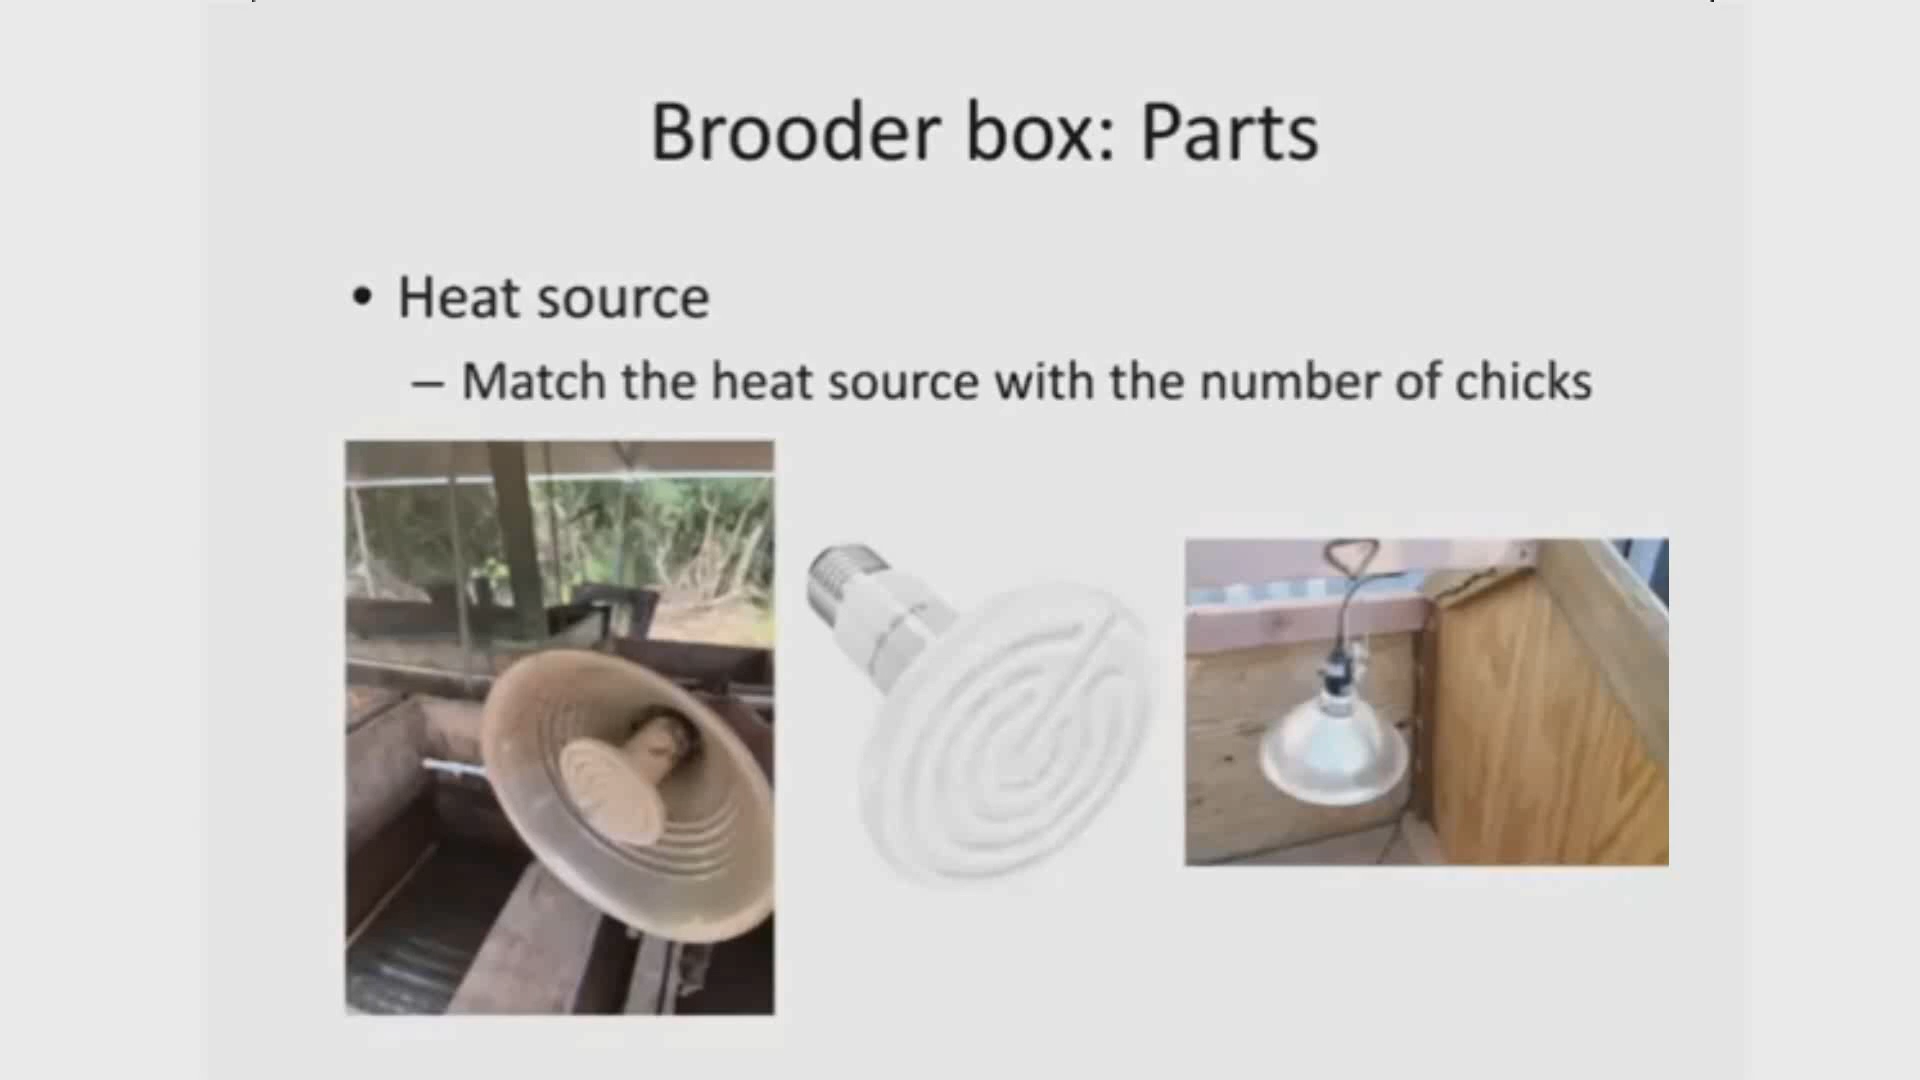 Brooder box: Parts
• Heat source
– Match the heat source with the number of chicks